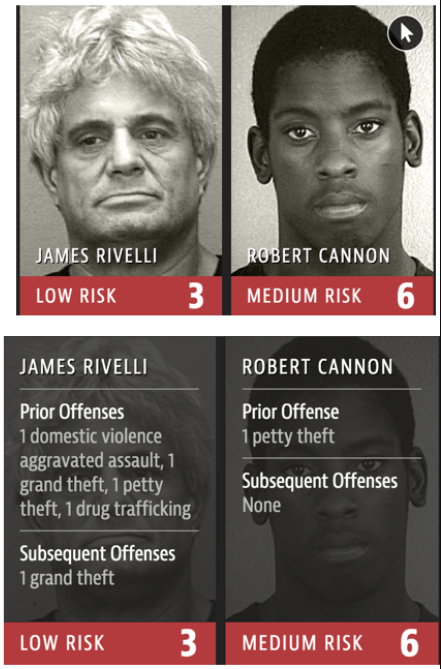 JAMES RIVELLI
LOW RISK 3
ROBERT CANNON
MEDIUM RISK 6
JAMES RIVELLI
Prior Offenses
1 domestic violence
aggravated assault, 1
grand theft, 1 petty
theft, 1 drug trafficking
Subsequent Offenses
1 grand theft
LOW RISK 3
ROBERT CANNON
Prior Offense
1 petty theft
Subsequent Offenses
None
MEDIUM RISK 6